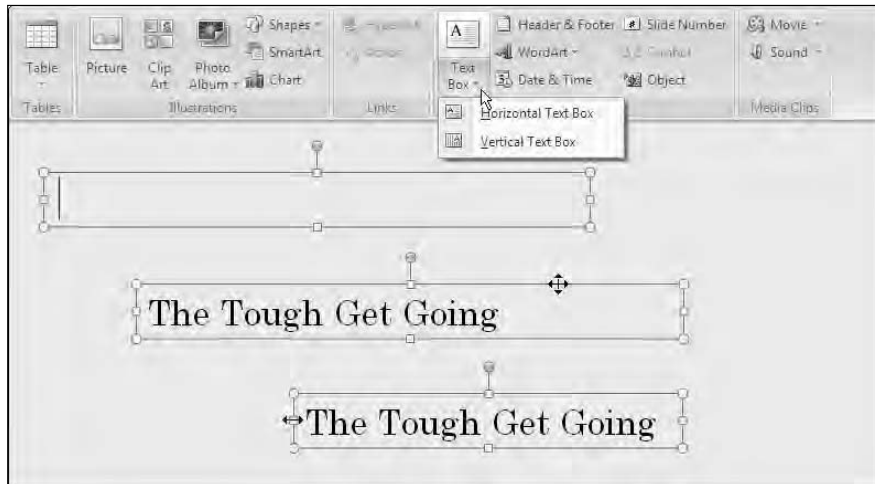 Table
Tables
Picture
Clip Art
Photo Album
Shapes
SmartArt
Chart
Illustrations
Links
A
Text Box
Header & Footer
WordArt
Date & Time
Slide Number
Symbol
Object
Movie
Sound
Media Clips
Horizontal Text Box
Vertical Text Box
The Tough Get Going
The Tough Get Going